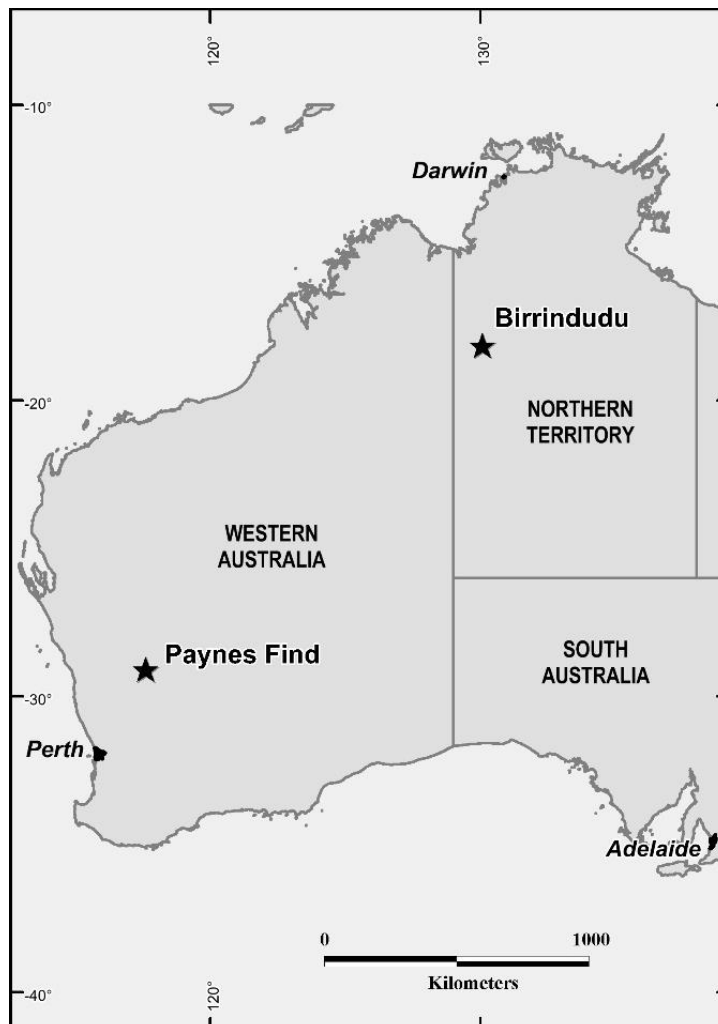 120°
130°
-10°
Darwin
Birrindudu
-20°
NORTHERN
TERRITORY
WESTERN
AUSTRALIA
Paynes Find
SOUTH
AUSTRALIA
-30°
Perth
Adelaide
0 1000
Kilometers
-40°
120°